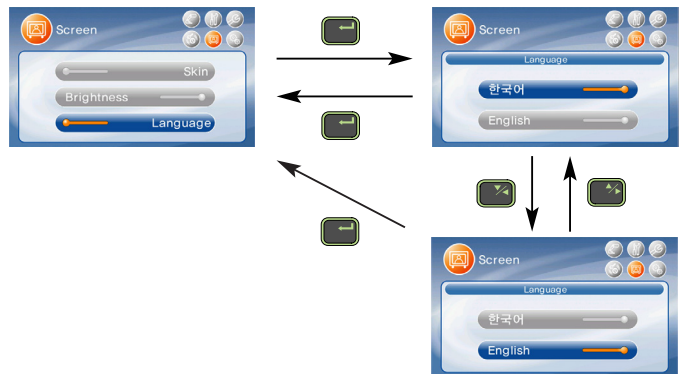 Screen
Skin
Brightness
Language
Screen
Language
한국어
English
Screen
Language
한국어
English